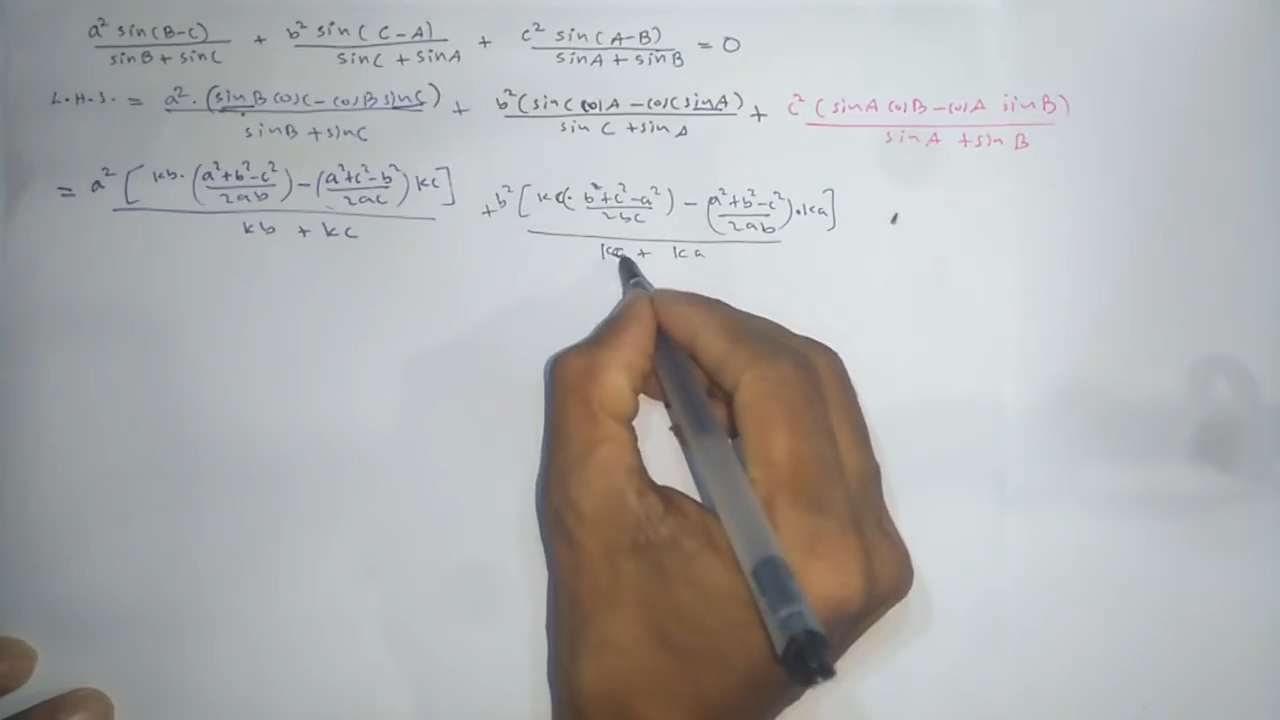 a² sin(B-C)/sinB + sinC + b² sin(C-A)/sinC + sinA + c² sin(A-B)/sinA + sinB = 0
L.H.S. = a².(sinB cosC - cosB sinC)/sinB + sinC + b²(sinC cosA - cosC sinA)/sinC + sinA + c²(sinA cosB - cosA sinB)/sinA + sinB
= a²[kb.(a²+b²-c²/2ab) - (a²+c²-b²/2ac)kc]/kb + kc + b²[kc(b²+c²-a²/2bc) - (a²+b²-c²/2ab).ka]/kc + ka